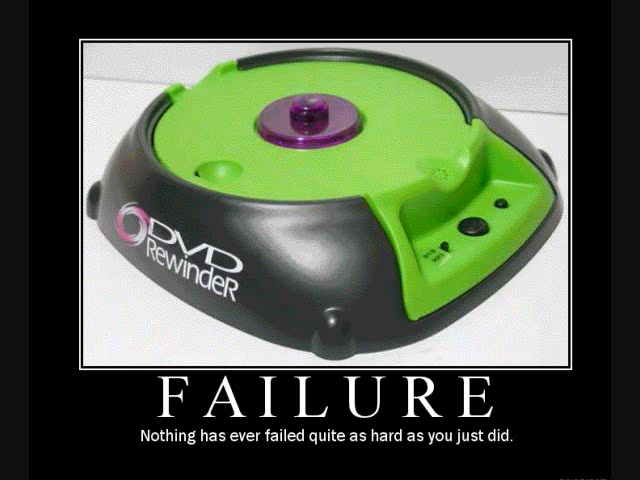 DVD
RewindeR
FAILURE
Nothing has ever failed quite as hard as you just did.